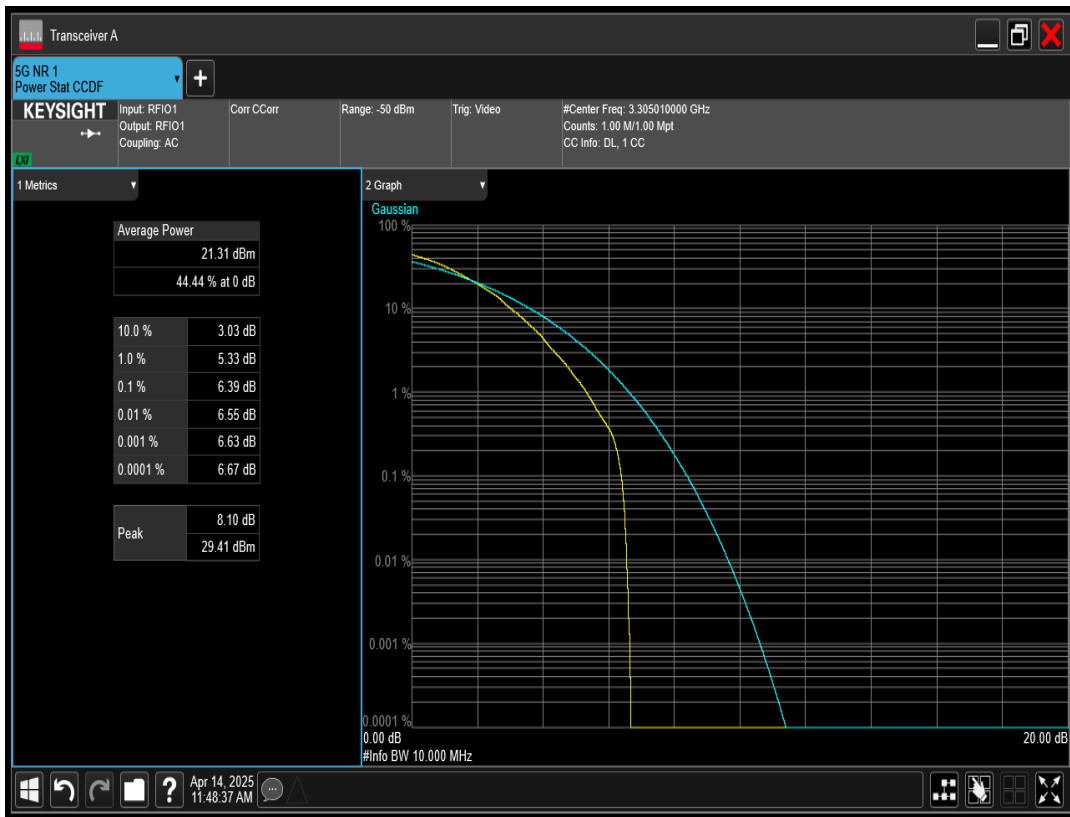 Transceiver A
5G NR 1
Power Stat CCDF
+
KEYSIGHT
LXI
Input: RFIO1
Output: RFIO1
Coupling: AC
Corr CCorr
Range: -50 dBm
Trig: Video
#Center Freq: 3.305010000 GHz
Counts: 1.00 M/1.00 Mpt
CC Info: DL, 1 CC
1 Metrics
Average Power
21.31 dBm
44.44 % at 0 dB
10.0 % 3.03 dB
1.0 % 5.33 dB
0.1 % 6.39 dB
0.01 % 6.55 dB
0.001 % 6.63 dB
0.0001 % 6.67 dB
Peak
8.10 dB
29.41 dBm
2 Graph
Gaussian
100 %
10 %
1 %
0.1 %
0.01 %
0.001 %
0.0001 %
0.00 dB 20.00 dB
#Info BW 10.000 MHz
?
Apr 14, 2025
11:48:37 AM